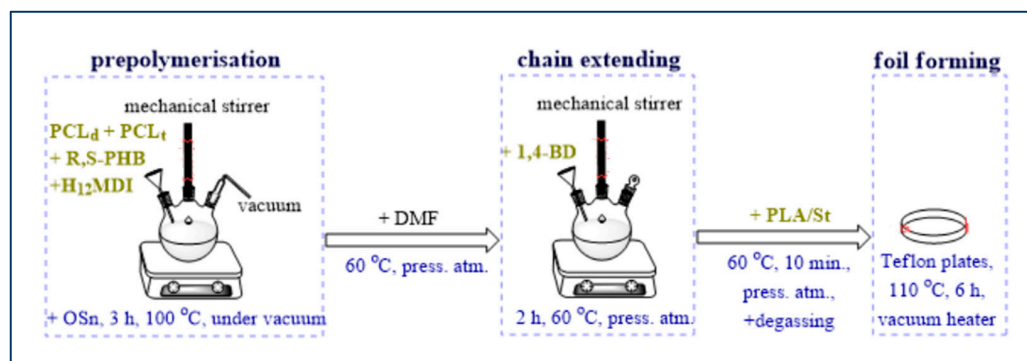 prepolymerisation
mechanical stirrer
PCLd + PCLt
+ R,S-PHB
+H12MDI
vacuum
+ OSn, 3 h, 100 °C, under vacuum
+ DMF
60 °C, press. atm.
chain extending
mechanical stirrer
+ 1,4-BD
2 h, 60 °C, press. atm.
+ PLA/St
60 °C, 10 min.,
press. atm.,
+degassing
foil forming
Teflon plates,
110 °C, 6 h,
vacuum heater